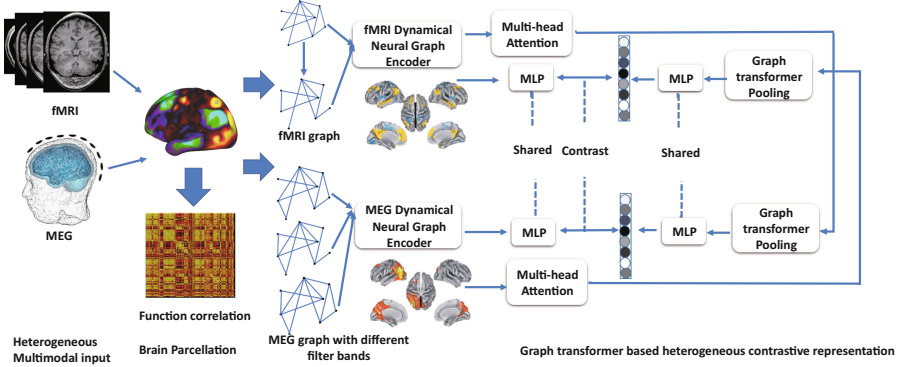 fMRI
MEG
Heterogeneous
Multimodal input
Function correlation
Brain Parcellation
fMRI graph
MEG graph with different
filter bands
fMRI Dynamical
Neural Graph
Encoder
Multi-head
Attention
MLP
MLP
Graph
transformer
Pooling
Shared
Contrast
Shared
MEG Dynamical
Neural Graph
Encoder
MLP
MLP
Graph
transformer
Pooling
Multi-head
Attention
Graph transformer based heterogeneous contrastive representation